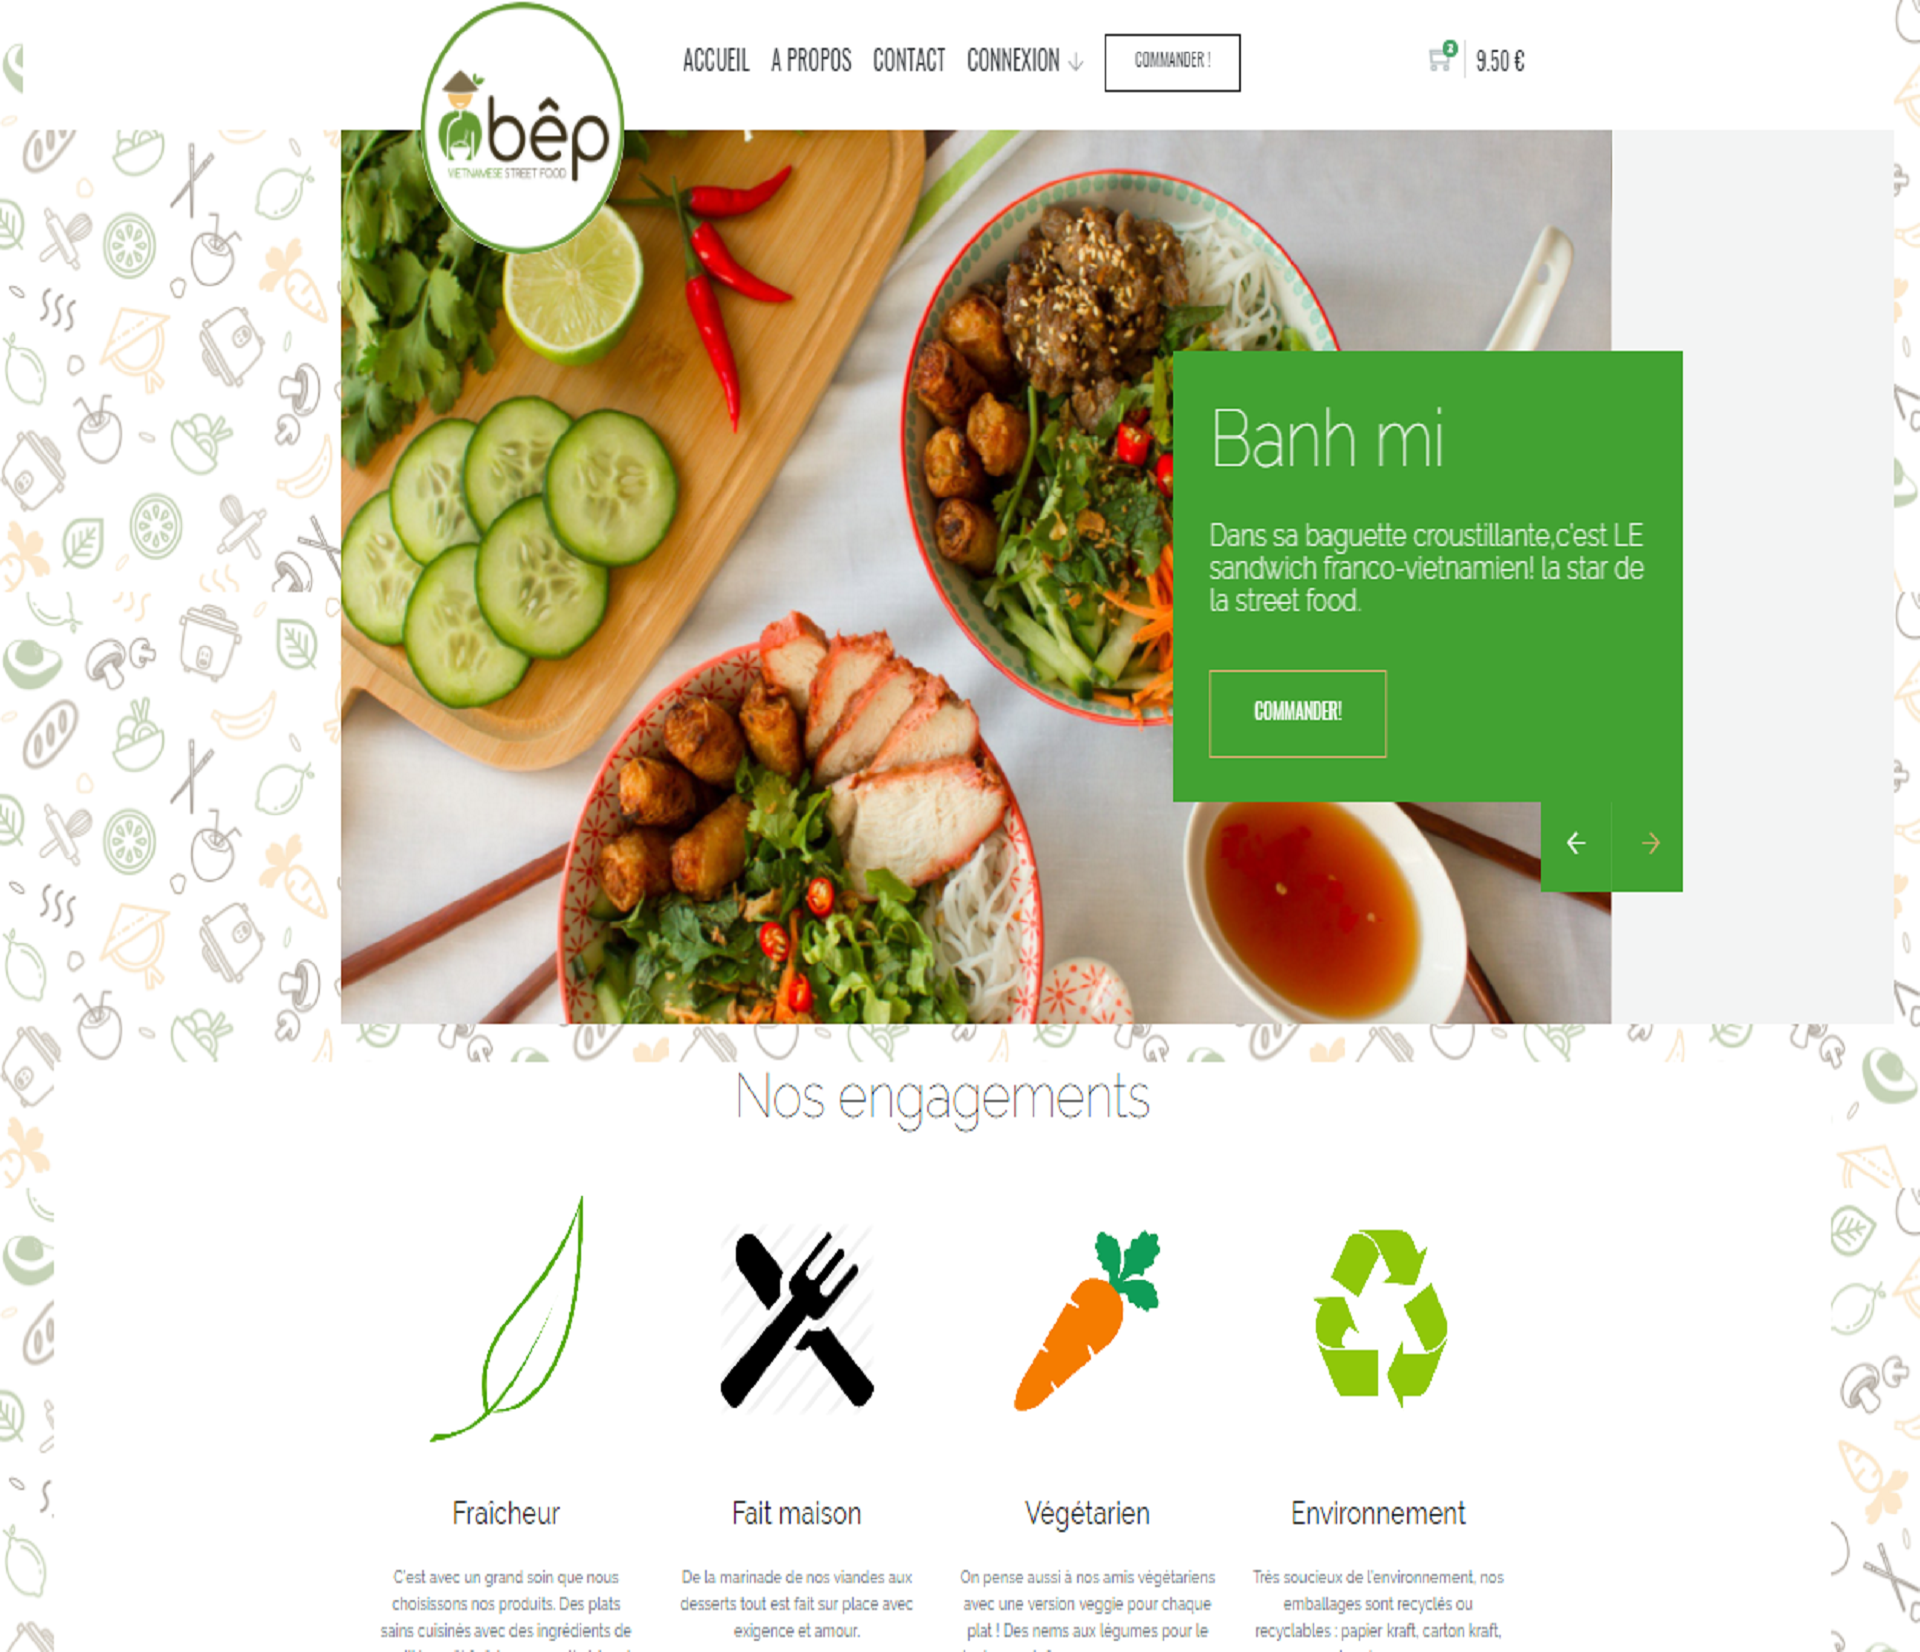 ACCUEIL A PROPOS CONTACT CONNEXION COMMANDER ! 2 9.50 €
bêp
VIETNAMESE STREET FOOD
Banh mi
Dans sa baguette croustillante,c'est LE
sandwich franco-vietnamien! la star de
la street food.
COMMANDER!
Nos engagements
Fraîcheur
C'est avec un grand soin que nous
choisissons nos produits. Des plats
sains cuisinés avec des ingrédients de
Fait maison
De la marinade de nos viandes aux
desserts tout est fait sur place avec
exigence et amour.
Végétarien
On pense aussi à nos amis végétariens
avec une version veggie pour chaque
plat ! Des nems aux légumes pour le
Environnement
Très soucieux de l'environnement, nos
emballages sont recyclés ou
recyclables : papier kraft, carton kraft,